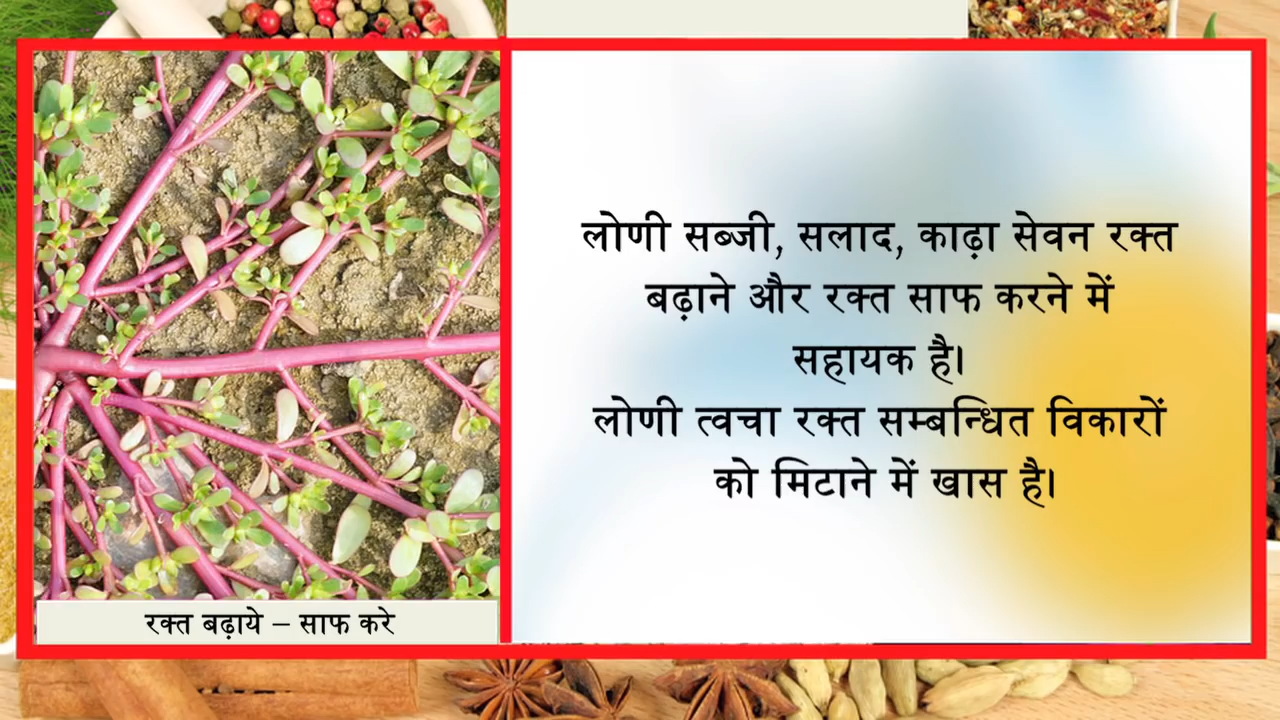 लोणी सब्जी, सलाद, काढ़ा सेवन रक्त
बढ़ाने और रक्त साफ करने में
सहायक है।
लोणी त्वचा रक्त सम्बन्धित विकारों
को मिटाने में खास है।
रक्त बढ़ाये – साफ करे